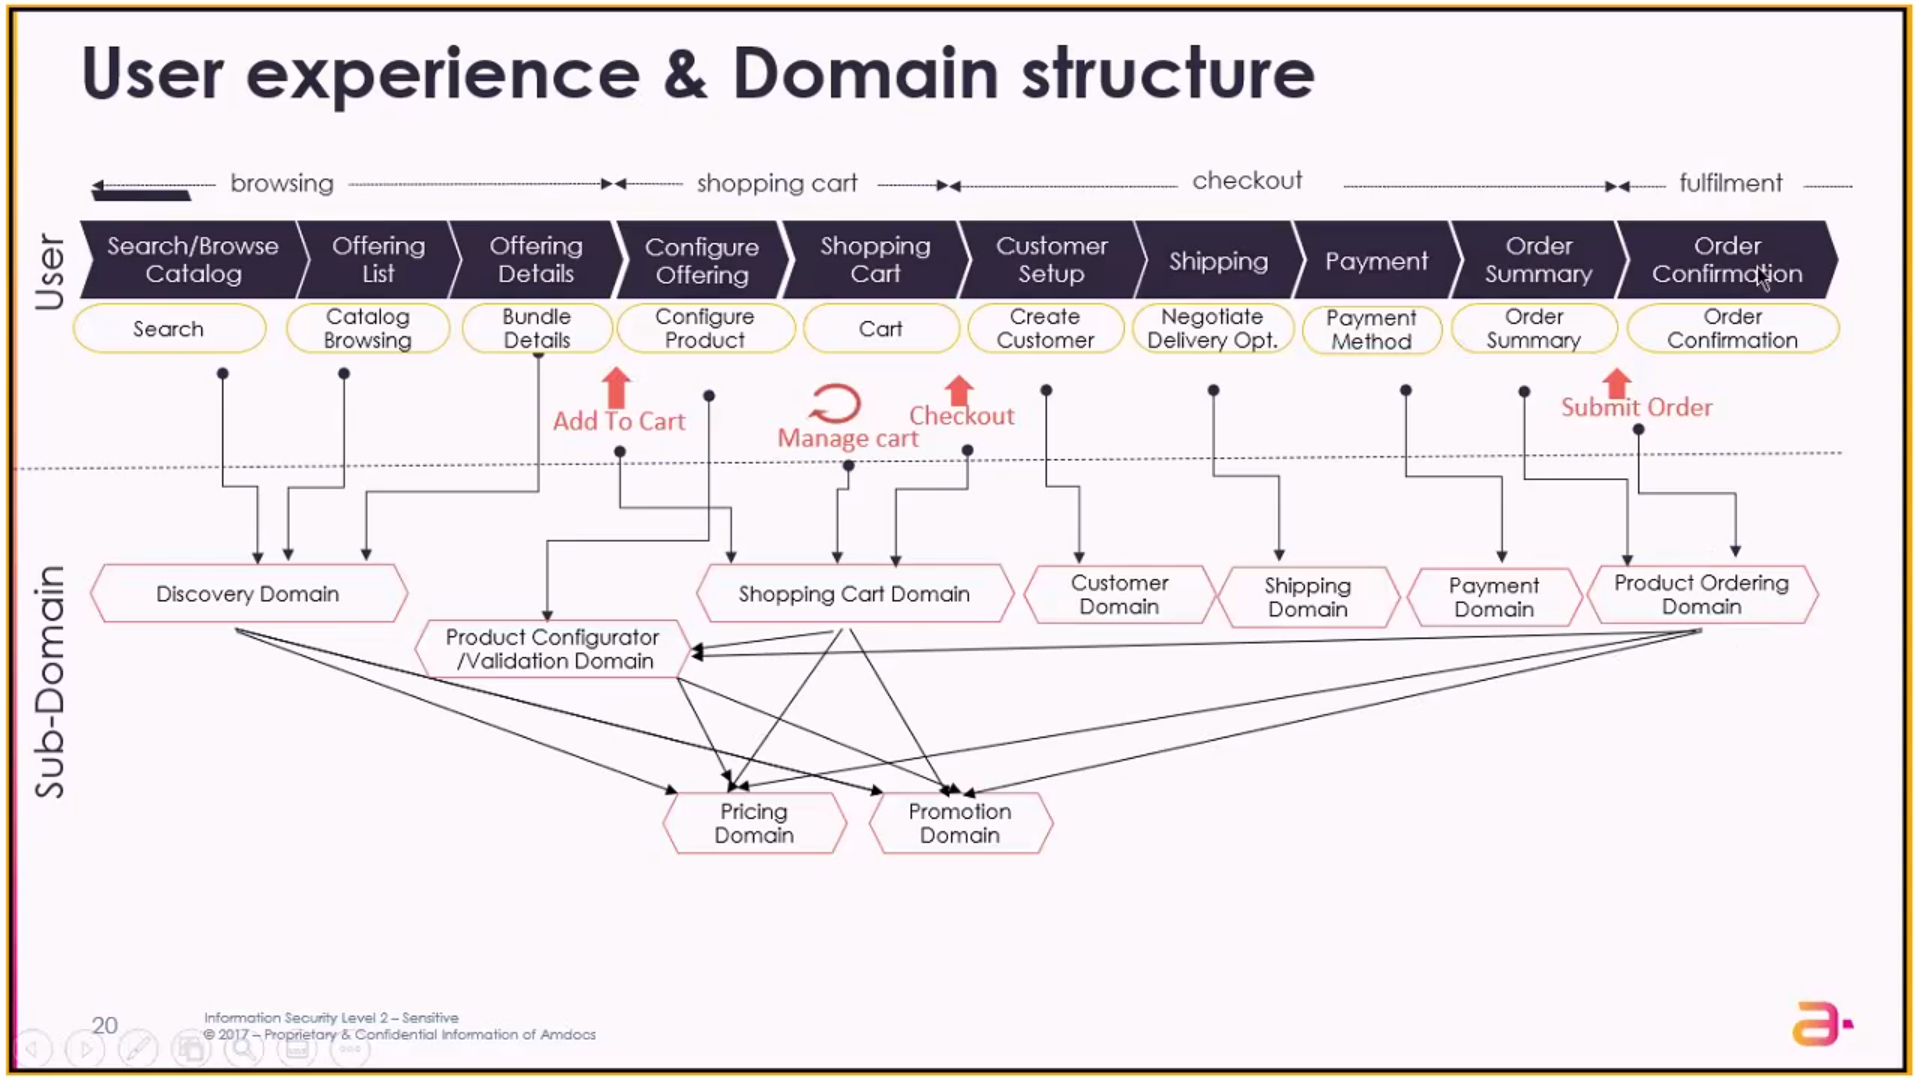 User experience & Domain structure
browsing
shopping cart
checkout
fulfilment
User
Search/Browse
Catalog
Offering
List
Offering
Details
Configure
Offering
Shopping
Cart
Customer
Setup
Shipping
Payment
Order
Summary
Order
Confirmation
Search
Catalog
Browsing
Bundle
Details
Configure
Product
Cart
Create
Customer
Negotiate
Delivery Opt.
Payment
Method
Order
Summary
Order
Confirmation
Add To Cart
Manage cart
Checkout
Submit Order
Sub-Domain
Discovery Domain
Product Configurator
/Validation Domain
Shopping Cart Domain
Customer
Domain
Shipping
Domain
Payment
Domain
Product Ordering
Domain
Pricing
Domain
Promotion
Domain
20
Information Security Level 2 – Sensitive
© 2017 – Proprietary & Confidential Information of Amdocs
a